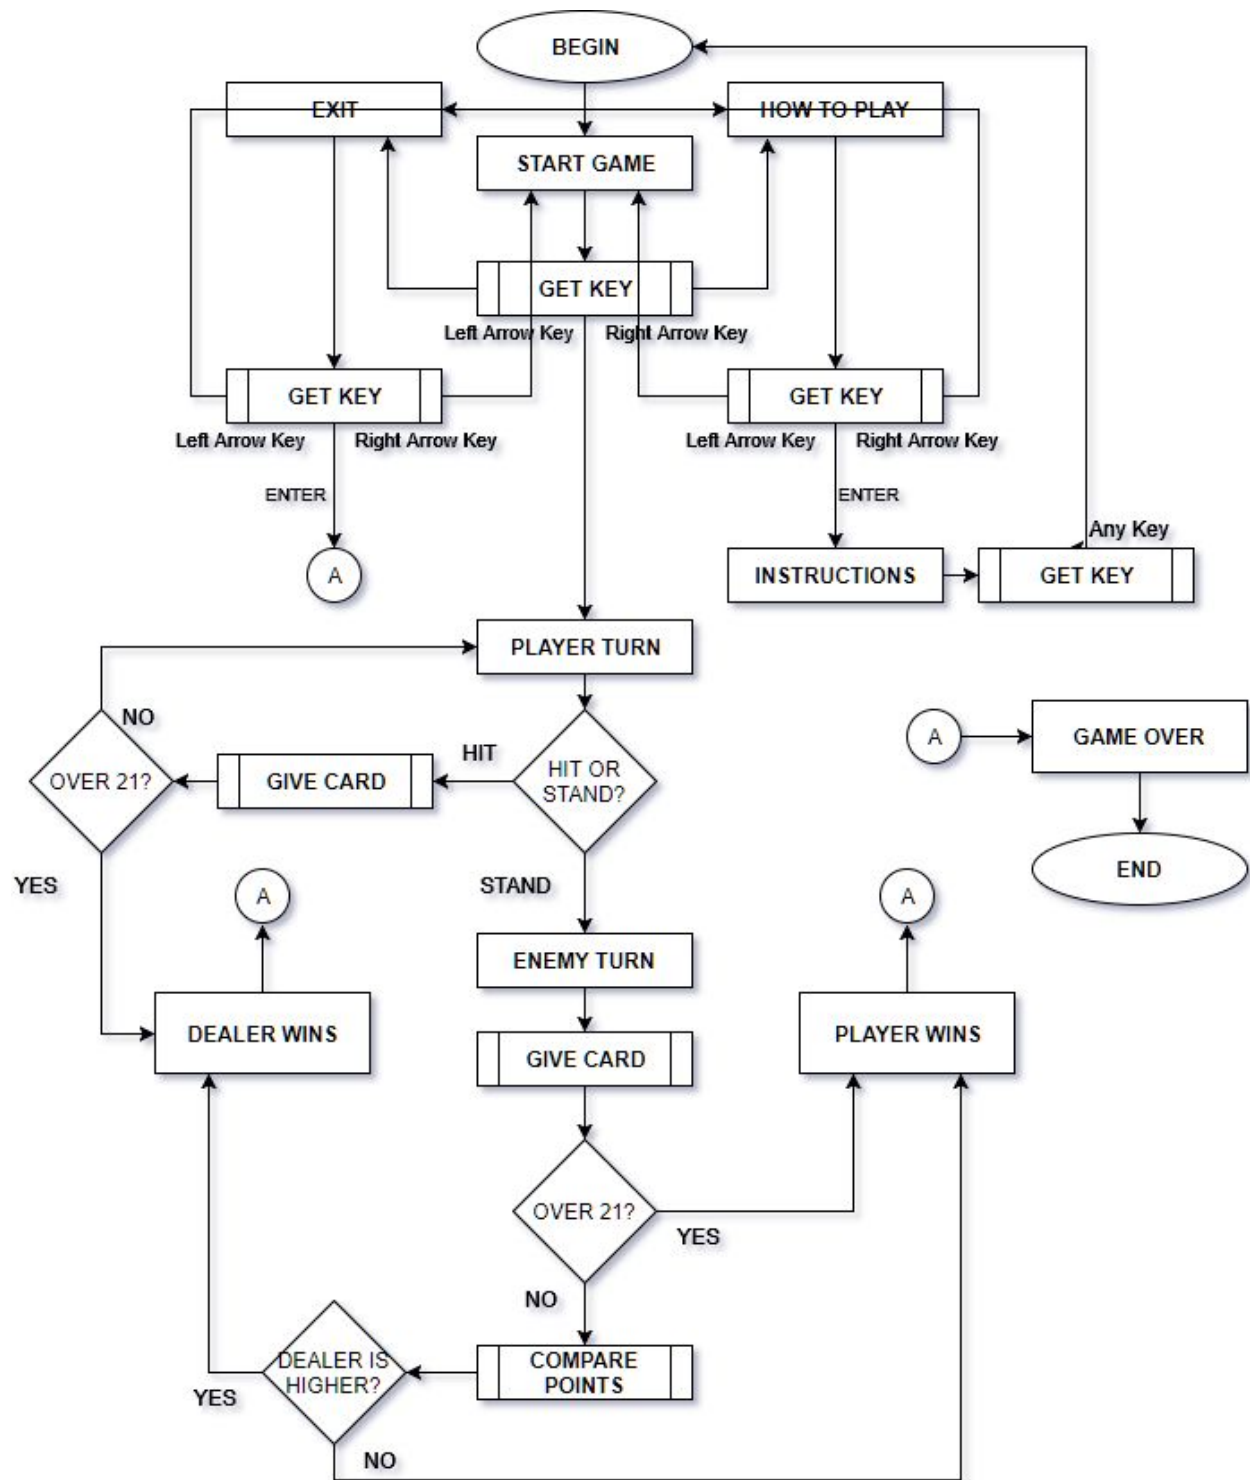 BEGIN
EXIT
HOW TO PLAY
START GAME
GET KEY
Left Arrow Key
Right Arrow Key
GET KEY
GET KEY
Left Arrow Key
Right Arrow Key
Left Arrow Key
Right Arrow Key
ENTER
ENTER
Any Key
A
INSTRUCTIONS
GET KEY
PLAYER TURN
NO
HIT
OVER 21?
GIVE CARD
HIT OR
STAND?
A
GAME OVER
YES
STAND
A
A
END
ENEMY TURN
DEALER WINS
PLAYER WINS
GIVE CARD
OVER 21?
YES
NO
DEALER IS
HIGHER?
COMPARE
POINTS
YES
NO